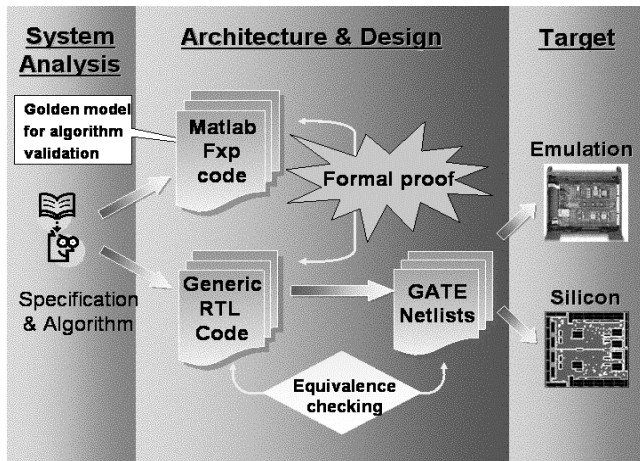 System
Analysis
Architecture & Design
Target
Golden model
for algorithm
validation
Matlab
Fxp
code
Formal proof
Emulation
Specification
& Algorithm
Generic
RTL
Code
GATE
Netlists
Silicon
Equivalence
checking